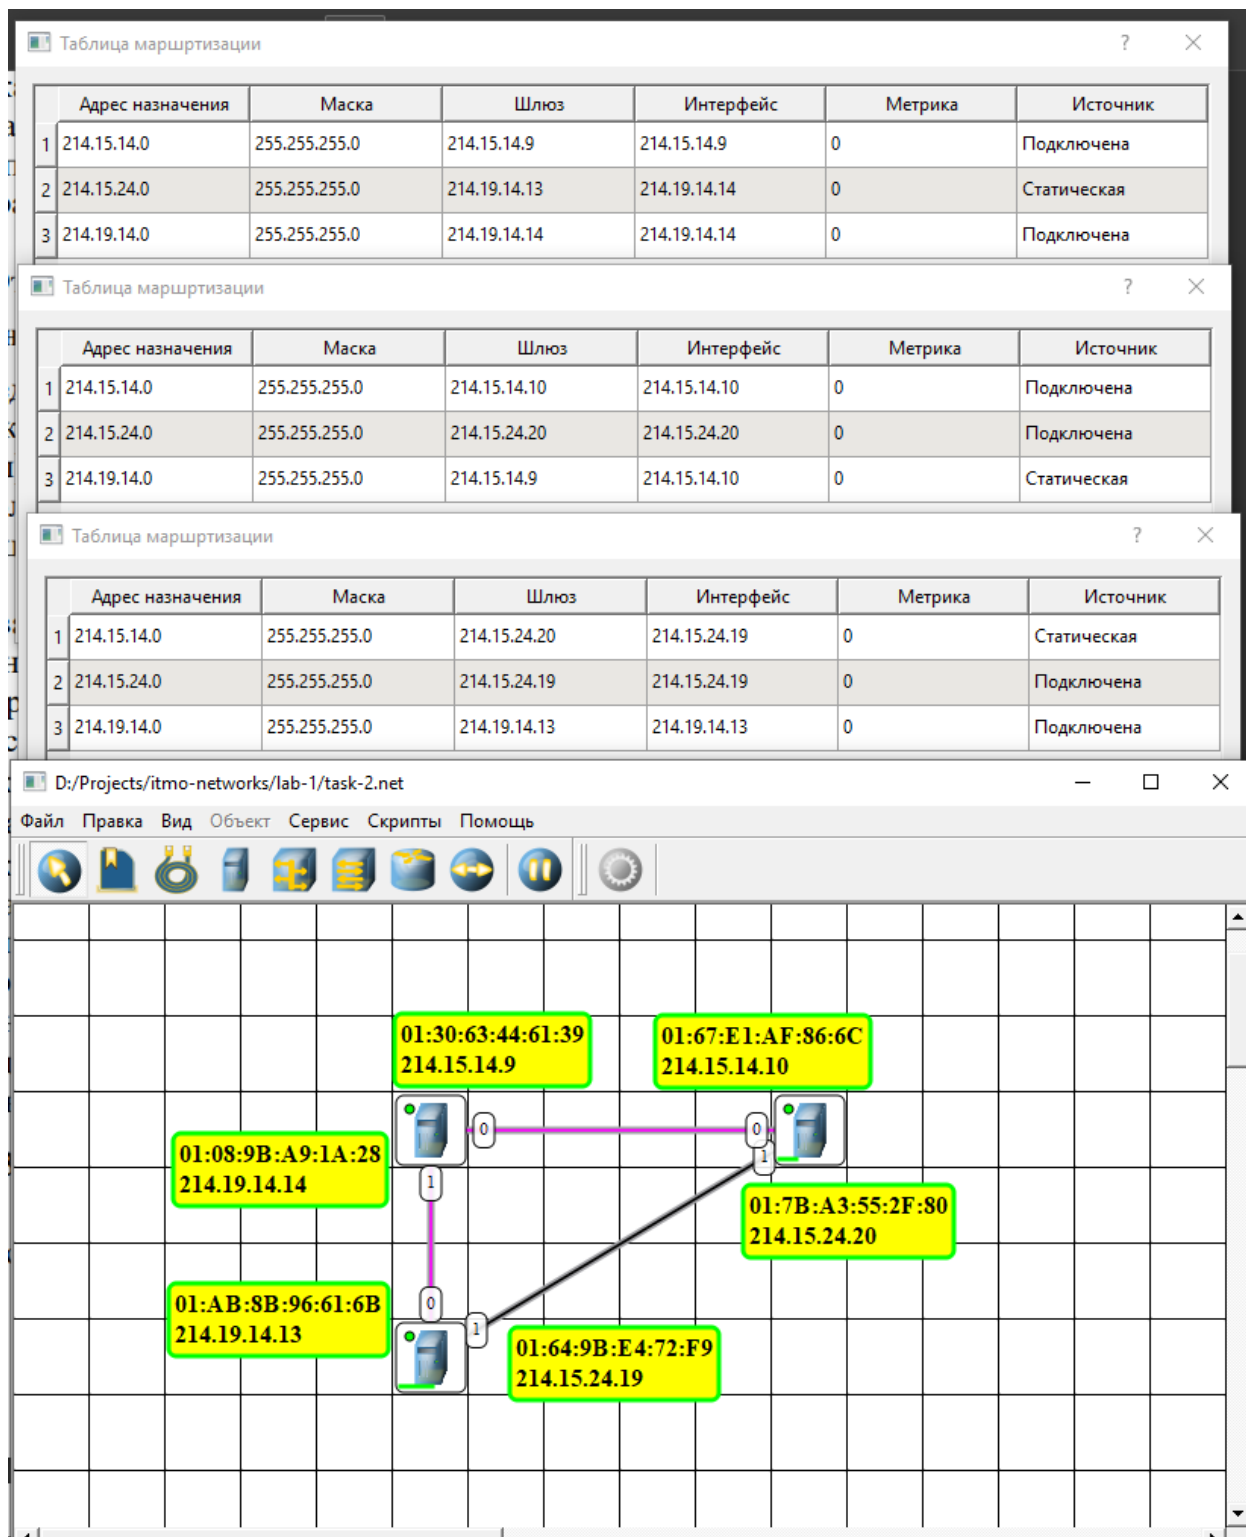 Таблица маршртизации
Адрес назначения Маска Шлюз Интерфейс Метрика Источник
1 214.15.14.0 255.255.255.0 214.15.14.9 214.15.14.9 0 Подключена
2 214.15.24.0 255.255.255.0 214.19.14.13 214.19.14.14 0 Статическая
3 214.19.14.0 255.255.255.0 214.19.14.14 214.19.14.14 0 Подключена
Таблица маршртизации
Адрес назначения Маска Шлюз Интерфейс Метрика Источник
1 214.15.14.0 255.255.255.0 214.15.14.10 214.15.14.10 0 Подключена
2 214.15.24.0 255.255.255.0 214.15.24.20 214.15.24.20 0 Подключена
3 214.19.14.0 255.255.255.0 214.15.14.9 214.15.14.10 0 Статическая
Таблица маршртизации
Адрес назначения Маска Шлюз Интерфейс Метрика Источник
1 214.15.14.0 255.255.255.0 214.15.24.20 214.15.24.19 0 Статическая
2 214.15.24.0 255.255.255.0 214.15.24.19 214.15.24.19 0 Подключена
3 214.19.14.0 255.255.255.0 214.19.14.13 214.19.14.13 0 Подключена
D:/Projects/itmo-networks/lab-1/task-2.net
Файл Правка Вид Объект Сервис Скрипты Помощь
01:30:63:44:61:39
214.15.14.9
01:67:E1:AF:86:6C
214.15.14.10
0 0
1
01:08:9B:A9:1A:28
214.19.14.14
1
01:7B:A3:55:2F:80
214.15.24.20
01:AB:8B:96:61:6B
214.19.14.13
0
1
01:64:9B:E4:72:F9
214.15.24.19